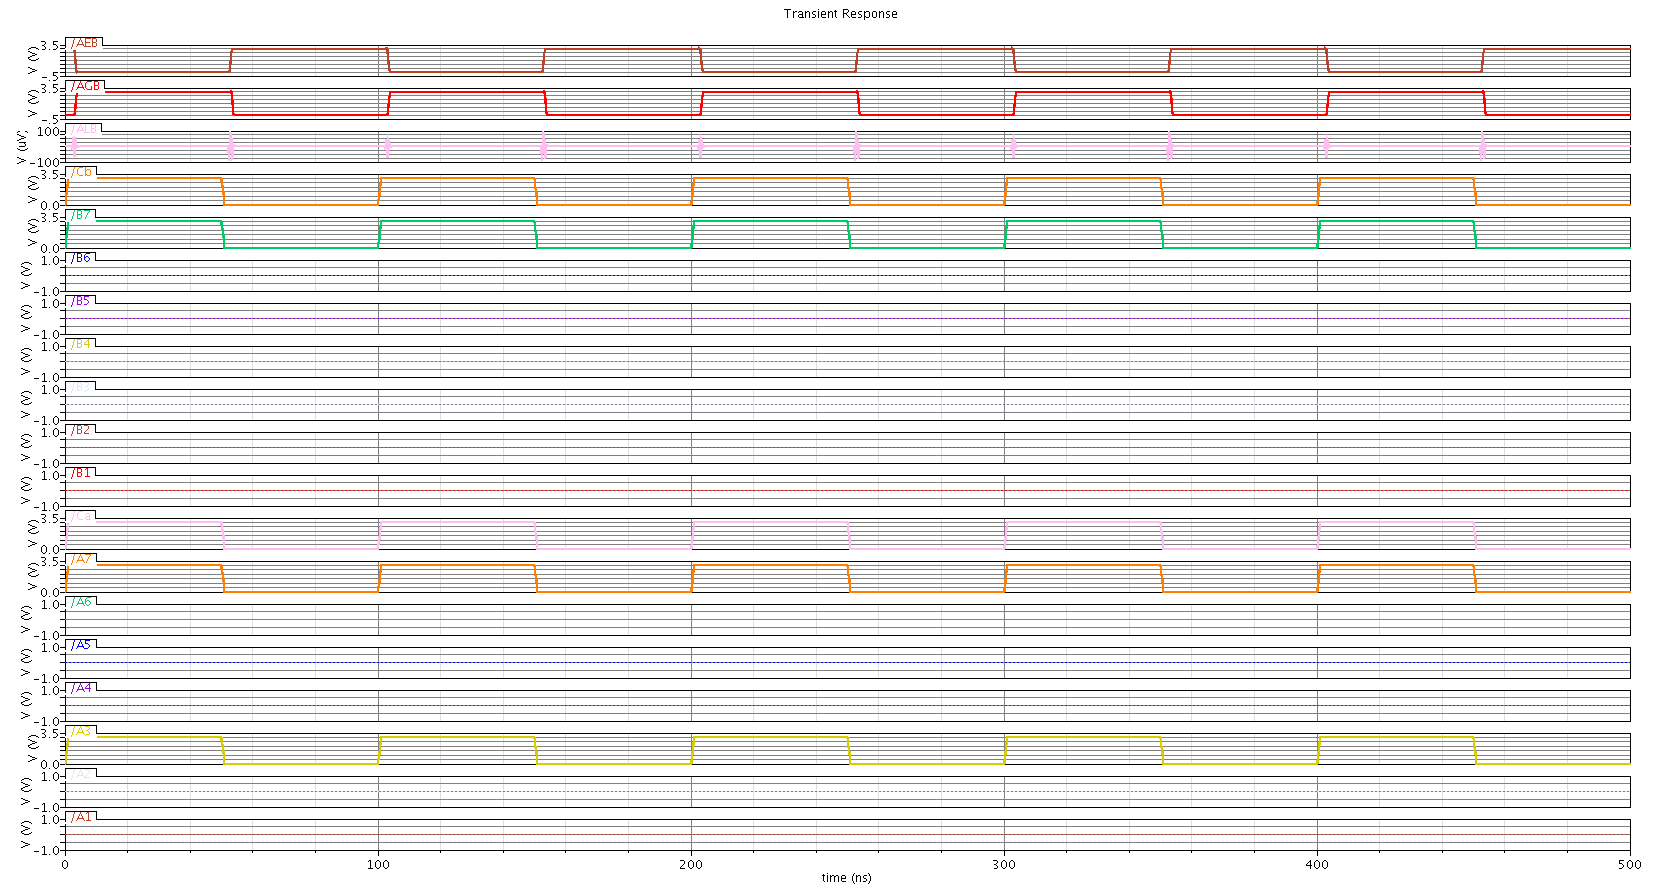 Transient Response
/AEB
3.5
V (V)
-.5
/AGB
3.5
V (V)
-.5
/ALB
100
V (uV)
-100
/Cb
3.5
V (V)
0.0
/B7
3.5
V (V)
0.0
/B6
1.0
V (V)
-1.0
/B5
1.0
V (V)
-1.0
/B4
1.0
V (V)
-1.0
/B3
1.0
V (V)
-1.0
/B2
1.0
V (V)
-1.0
/B1
1.0
V (V)
-1.0
/Ca
3.5
V (V)
0.0
/A7
3.5
V (V)
0.0
/A6
1.0
V (V)
-1.0
/A5
1.0
V (V)
-1.0
/A4
1.0
V (V)
-1.0
/A3
3.5
V (V)
0.0
/A2
1.0
V (V)
-1.0
/A1
1.0
V (V)
-1.0
0 100 200 300 400 500
time (ns)